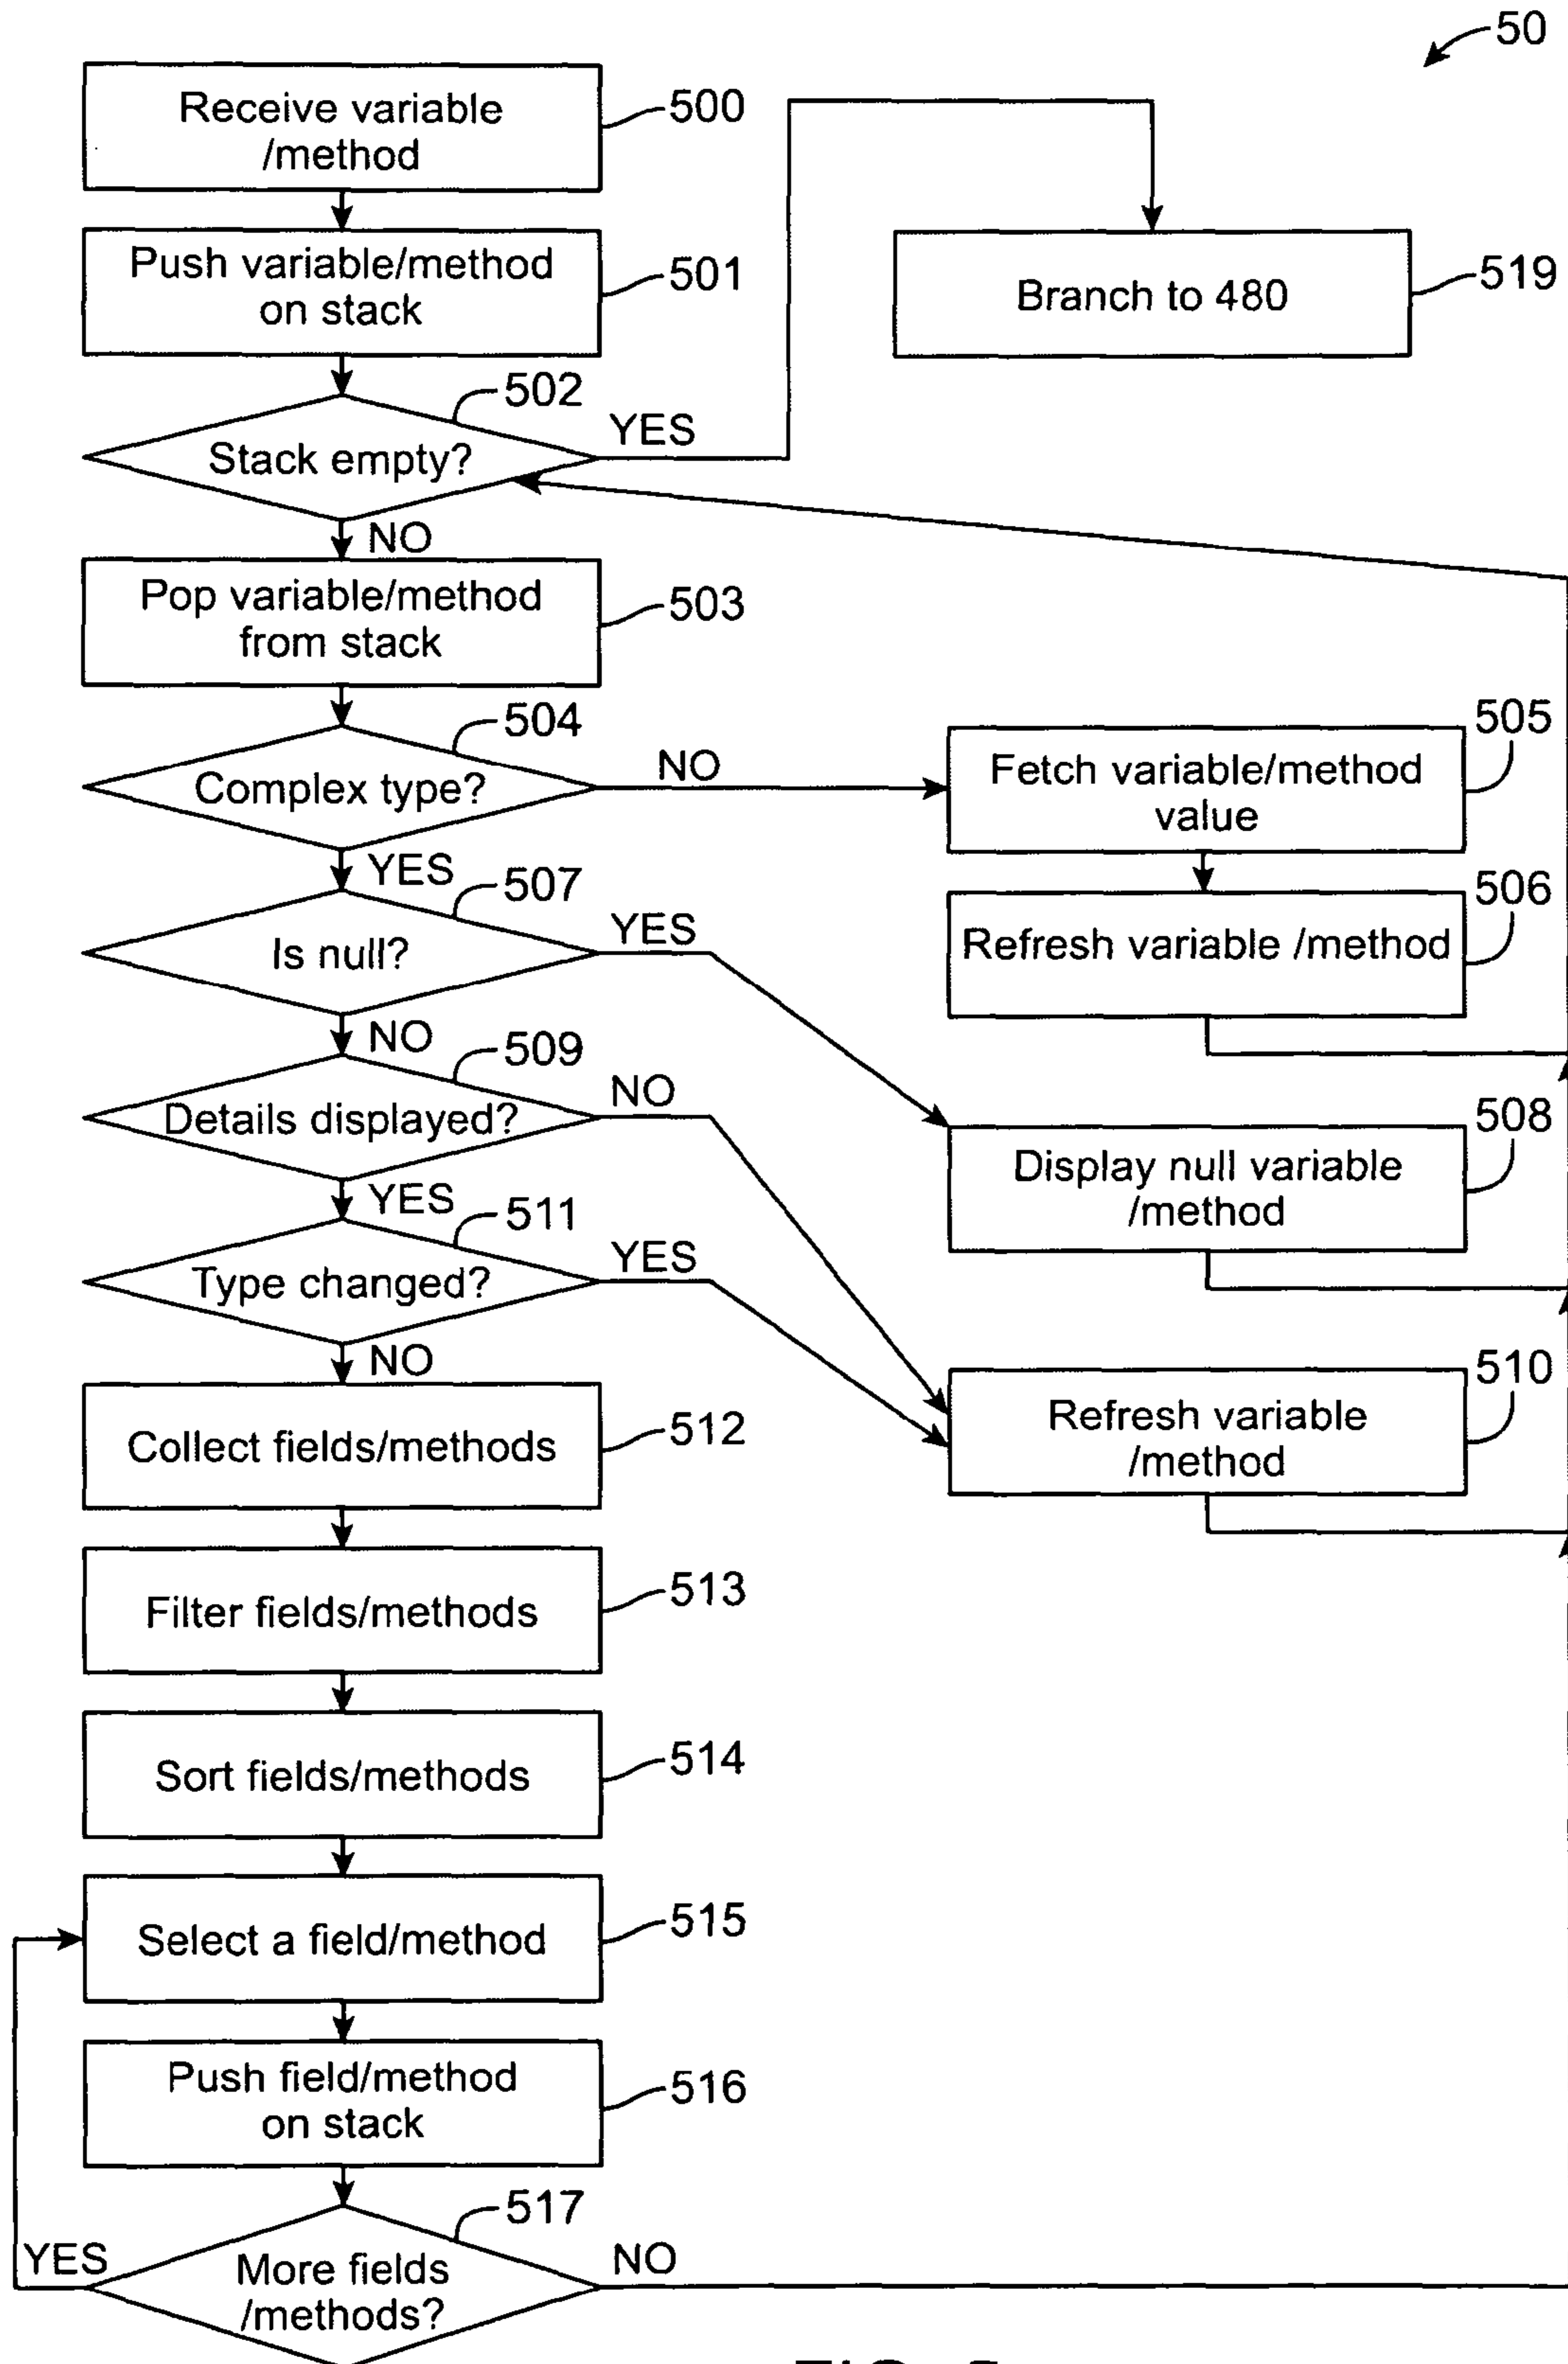 50
Receive variable
/method
500
Push variable/method
on stack
501
Branch to 480
519
502
Stack empty?
YES
NO
Pop variable/method
from stack
503
504
Complex type?
NO
YES
Fetch variable/method
value
505
Refresh variable /method
506
507
Is null?
YES
NO
Display null variable
/method
508
509
Details displayed?
NO
YES
Refresh variable
/method
510
511
Type changed?
YES
NO
Collect fields/methods
512
Filter fields/methods
513
Sort fields/methods
514
Select a field/method
515
Push field/method
on stack
516
517
More fields
/methods?
YES
NO